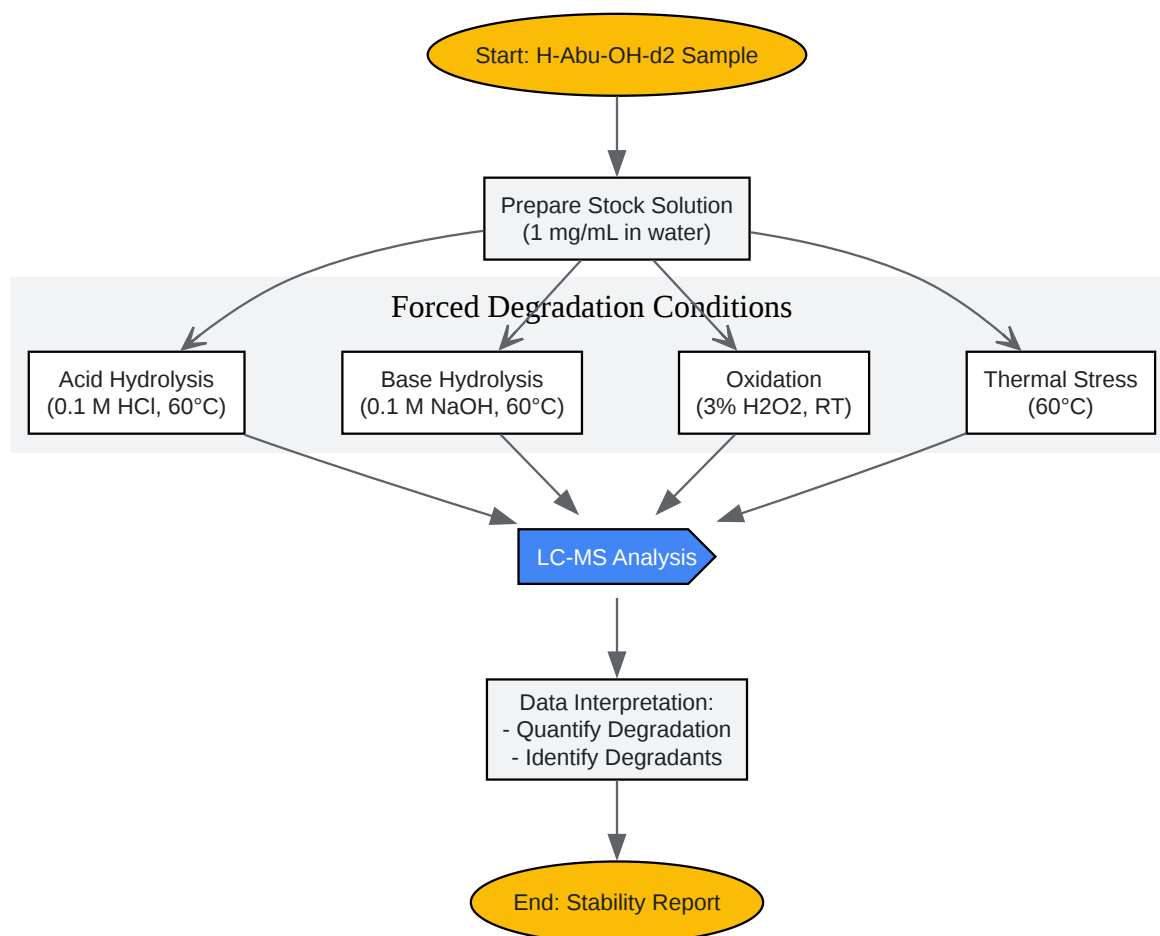 Start: H-Abu-OH-d2 Sample
Prepare Stock Solution
(1 mg/mL in water)
Forced Degradation Conditions
Acid Hydrolysis
(0.1 M HCl, 60°C)
Base Hydrolysis
(0.1 M NaOH, 60°C)
Oxidation
(3% H2O2, RT)
Thermal Stress
(60°C)
LC-MS Analysis
Data Interpretation:
- Quantify Degradation
- Identify Degradants
End: Stability Report